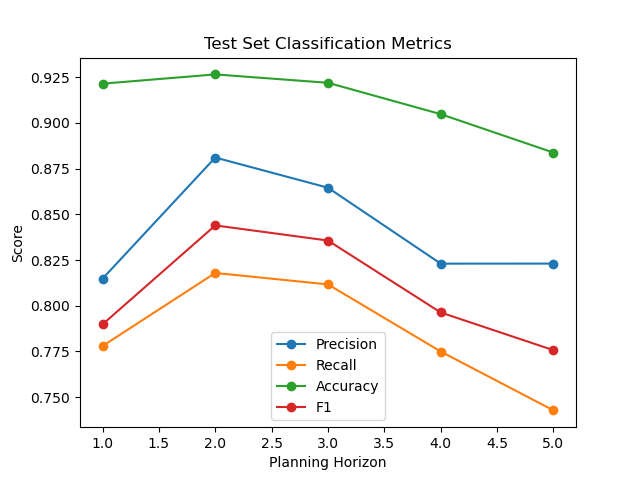 Test Set Classification Metrics
Score
0.925
0.900
0.875
0.850
0.825
0.800
0.775
0.750
Precision
Recall
Accuracy
F1
1.0 1.5 2.0 2.5 3.0 3.5 4.0 4.5 5.0
Planning Horizon